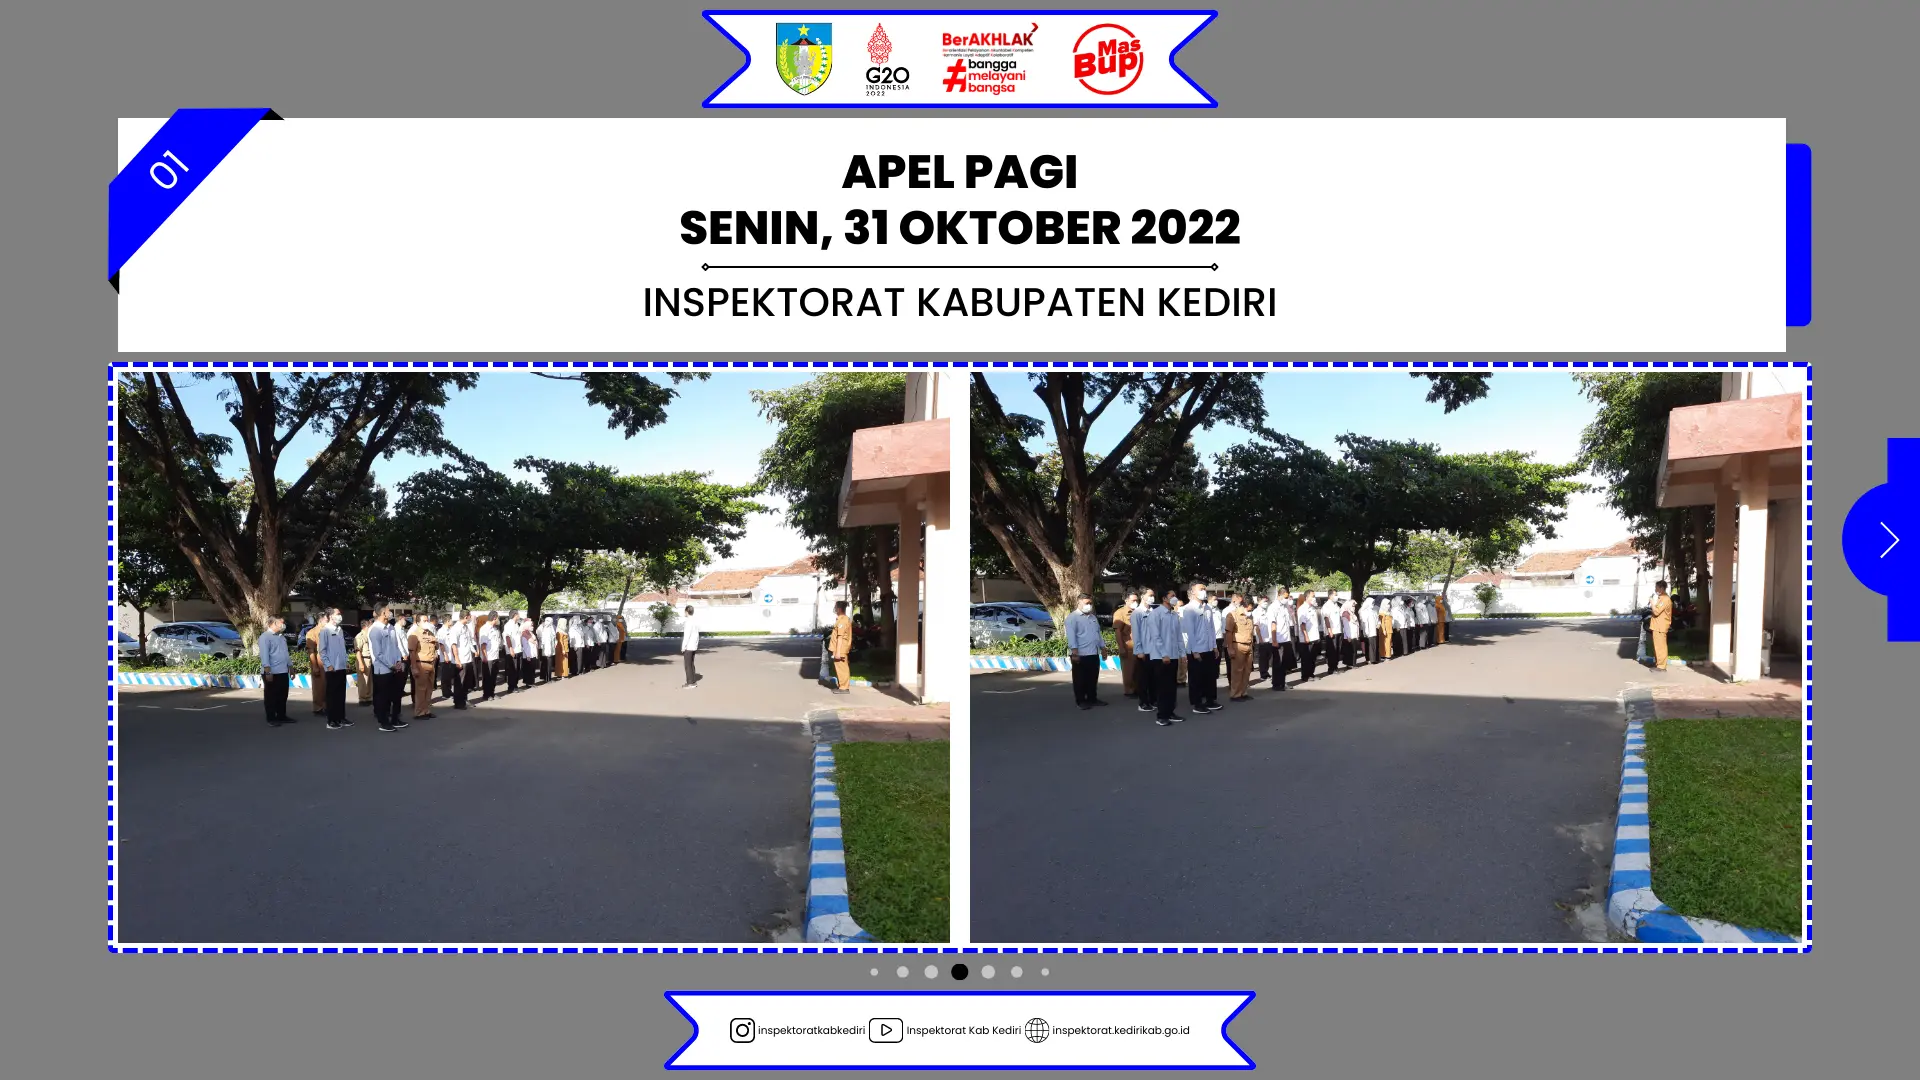 G20
INDONESIA
2022
BerAKHLAK
#bangga
melayani
bangsa
Mas
Bup
01
APEL PAGI
SENIN, 31 OKTOBER 2022
INSPEKTORAT KABUPATEN KEDIRI
inspektoratkabkediri Inspektorat Kab Kediri inspektorat.kedirikab.go.id